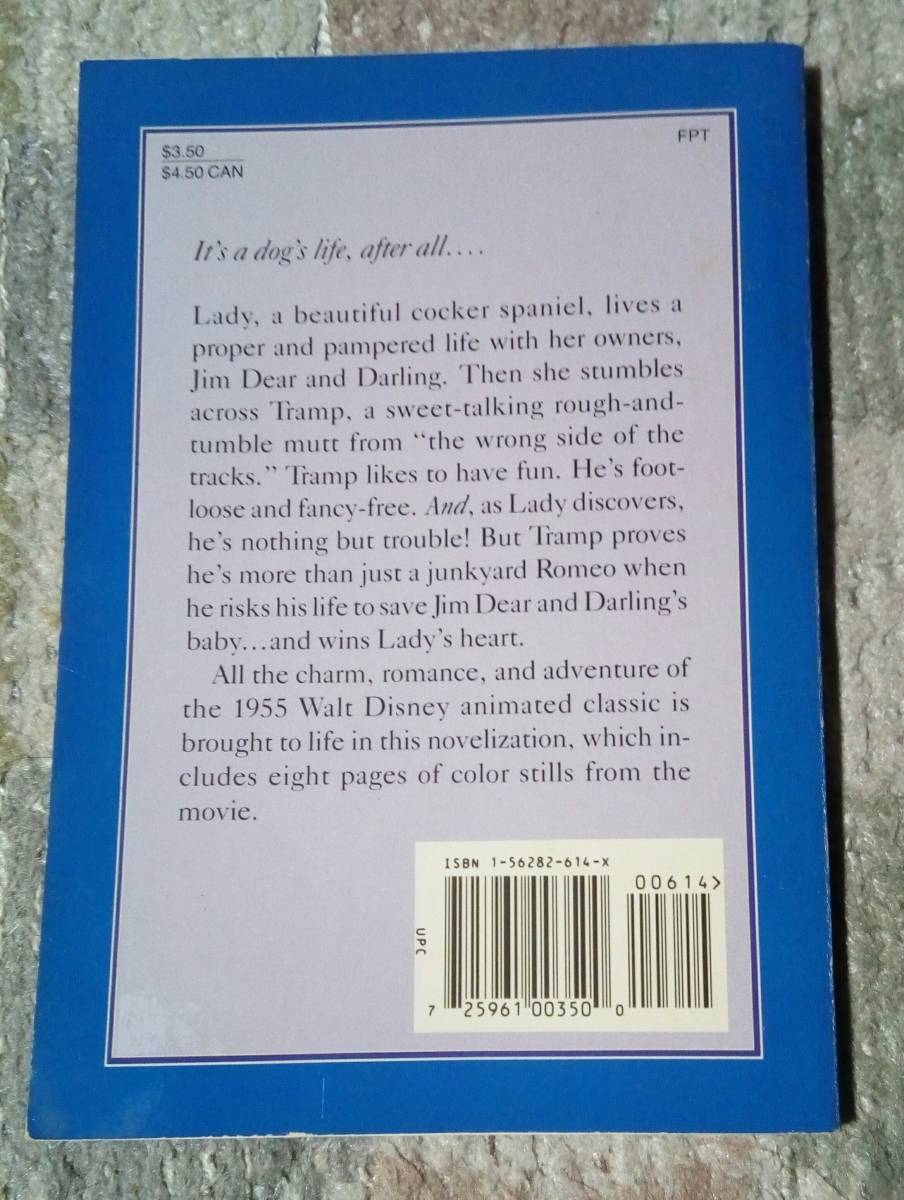 $3.50
$4.50 CAN
FPT
It's a dog's life, after all....
Lady, a beautiful cocker spaniel, lives a
proper and pampered life with her owners,
Jim Dear and Darling. Then she stumbles
across Tramp, a sweet-talking rough-and-
tumble mutt from “the wrong side of the
tracks.” Tramp likes to have fun. He's foot-
loose and fancy-free. And, as Lady discovers,
he's nothing but trouble! But Tramp proves
he's more than just a junkyard Romeo when
he risks his life to save Jim Dear and Darling's
baby...and wins Lady's heart.
All the charm, romance, and adventure of
the 1955 Walt Disney animated classic is
brought to life in this novelization, which in-
cludes eight pages of color stills from the
movie.
ISBN 1-56282-614-X
00614>
UPC
7 25961 00350 0